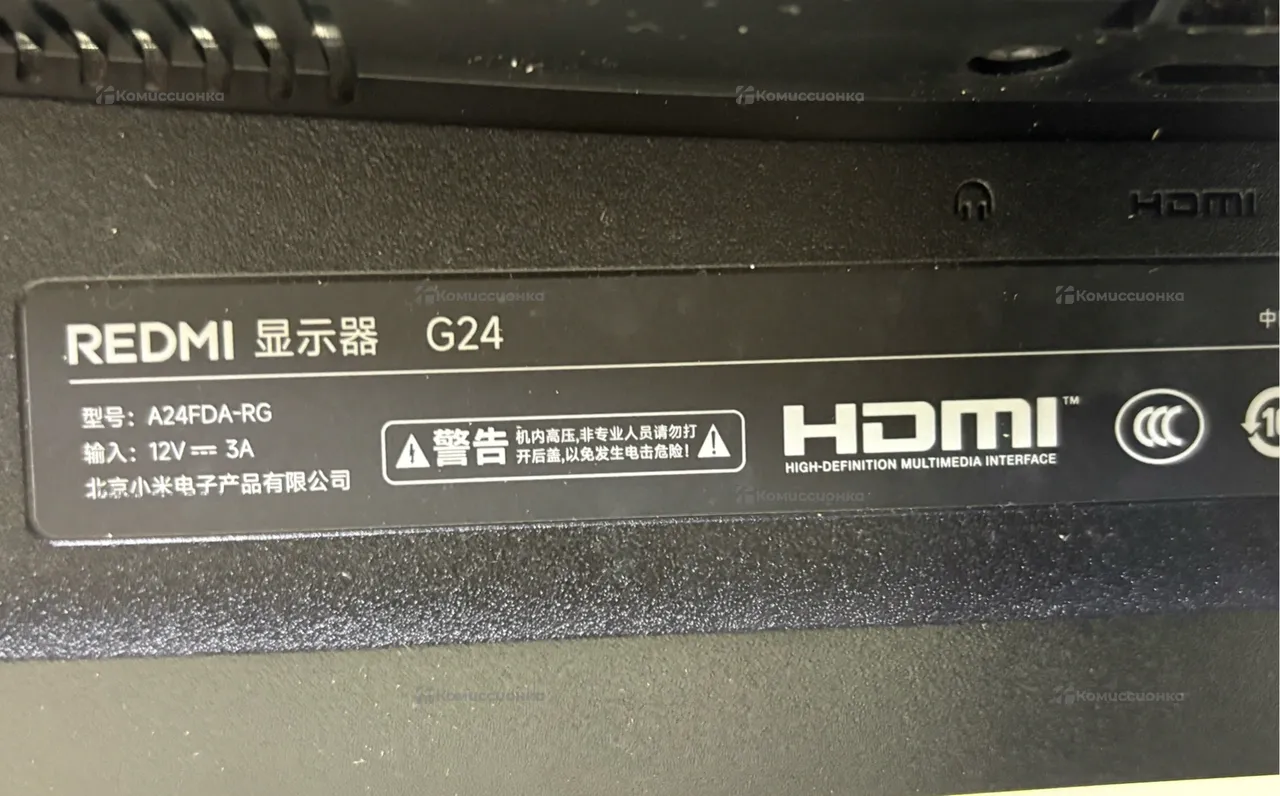 Комиссионка
Комиссионка
HDMI
Комиссионка
Комиссионка
REDMI 显示器 G24
中
型号: A24FDA-RG
输入: 12V⎓3A
北京小米电子产品有限公司
警告 机内高压,非专业人员请勿打
开后盖,以免发生电击危险!
HDMI™
HIGH-DEFINITION MULTIMEDIA INTERFACE
CCC
10
Комиссионка
Комиссионка
Комиссионка